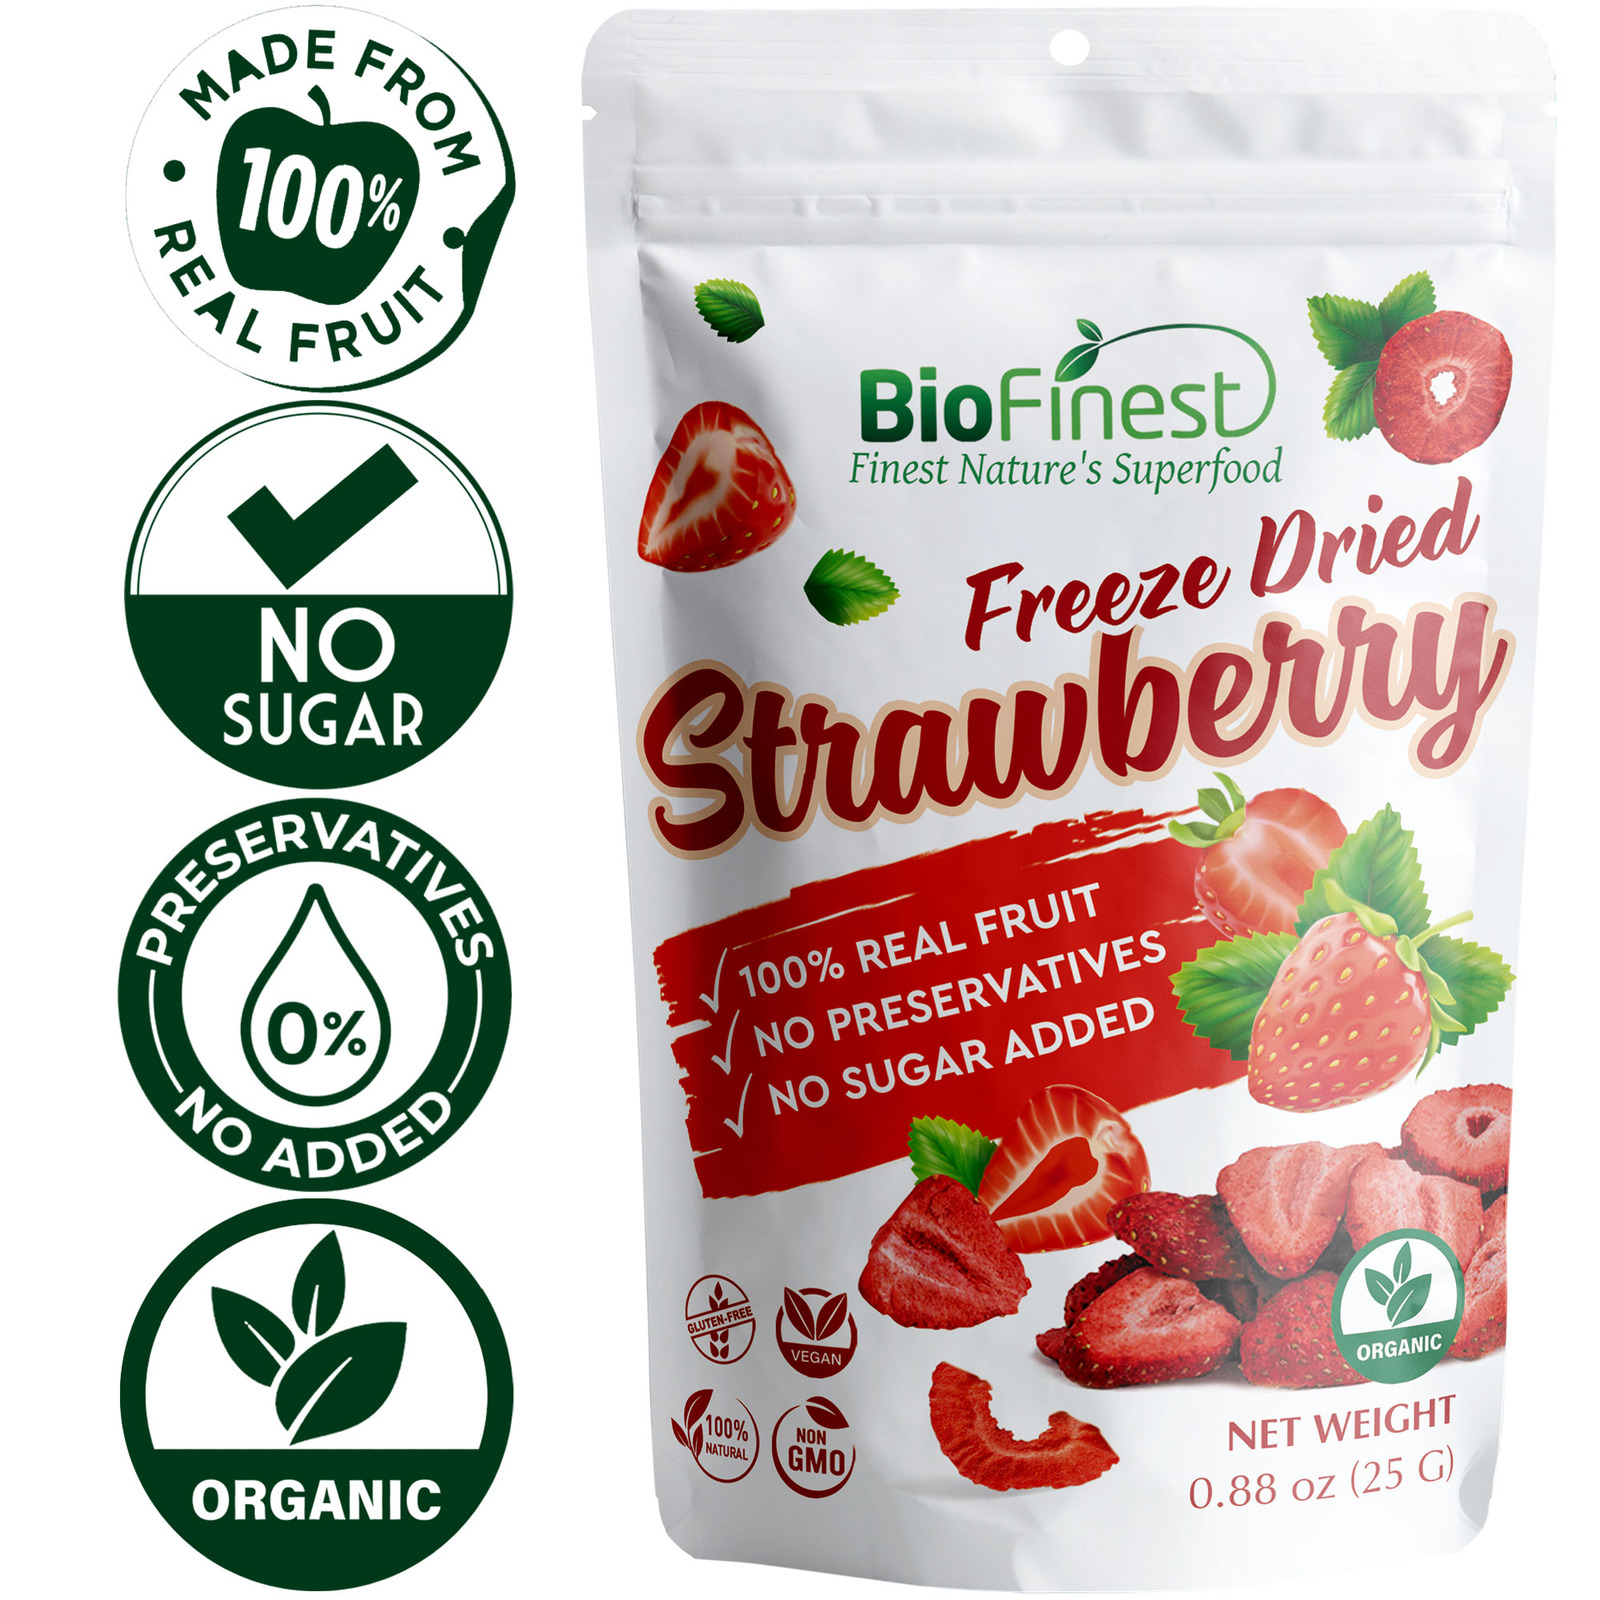 MADE FROM
100%
REAL FRUIT
NO
SUGAR
PRESERVATIVES
0%
NO ADDED
ORGANIC
BioFinest
Finest Nature's Superfood
Freeze Dried
Strawberry
100% REAL FRUIT
NO PRESERVATIVES
NO SUGAR ADDED
GLUTEN-FREE
VEGAN
100%
NATURAL
NON
GMO
ORGANIC
NET WEIGHT
0.88 oz (25 G)